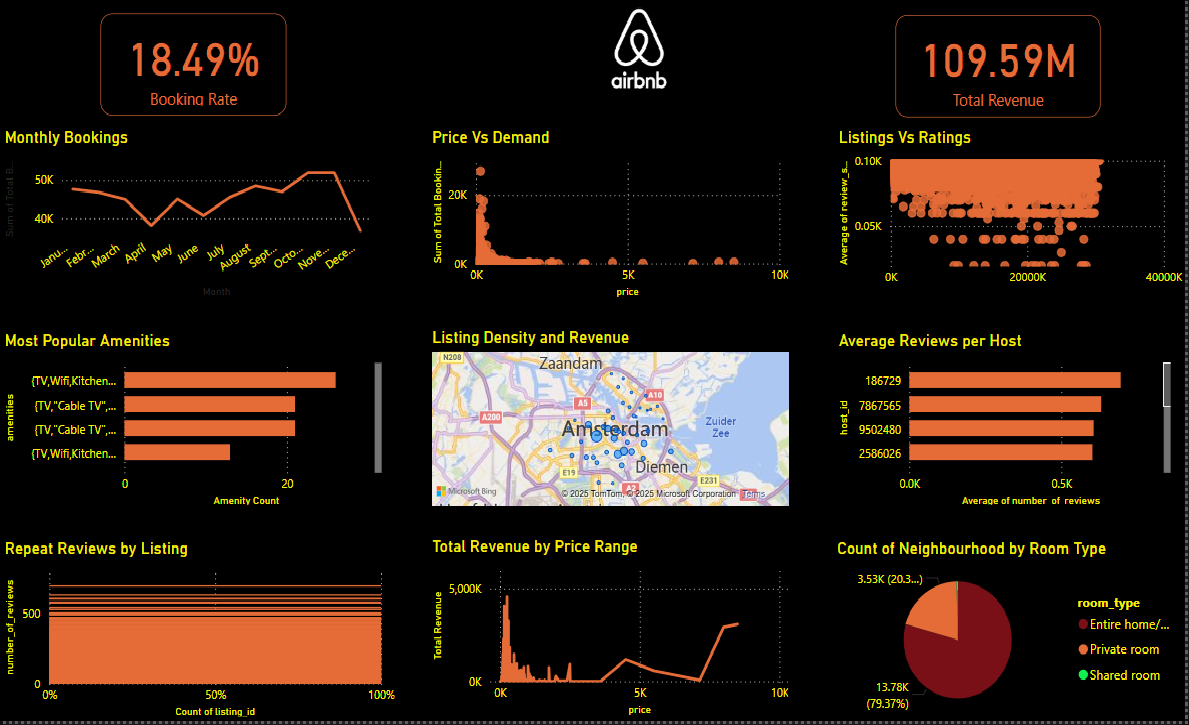 18.49%
Booking Rate
airbnb
109.59M
Total Revenue
Monthly Bookings
Sum of Total B...
50K
40K
Janu...
Febr...
March
April
May
June
July
August
Sept...
Octo...
Nove...
Dece...
Month
Price Vs Demand
Sum of Total Bookin...
20K
0K
0K
5K
10K
price
Listings Vs Ratings
Average of review_s...
0.10K
0.05K
0K
20000K
40000K
Most Popular Amenities
amenities
{TV,Wifi,Kitchen...
{TV,"Cable TV",...
{TV,"Cable TV",...
{TV,Wifi,Kitchen...
0
20
Amenity Count
Listing Density and Revenue
N208
Zaandam
A5
A10
A200
Amsterdam
Zuider
Zee
Diemen
E19
E231
A2
Microsoft Bing
© 2025 TomTom, © 2025 Microsoft Corporation
Terms
Average Reviews per Host
host_id
186729
7867565
9502480
2586026
0.0K
0.5K
Average of number_of_reviews
Repeat Reviews by Listing
number_of_reviews
500
0
0%
50%
100%
Count of listing_id
Total Revenue by Price Range
Total Revenue
5,000K
0K
0K
5K
10K
price
Count of Neighbourhood by Room Type
3.53K (20.3...)
13.78K
(79.37%)
room_type
Entire home/...
Private room
Shared room